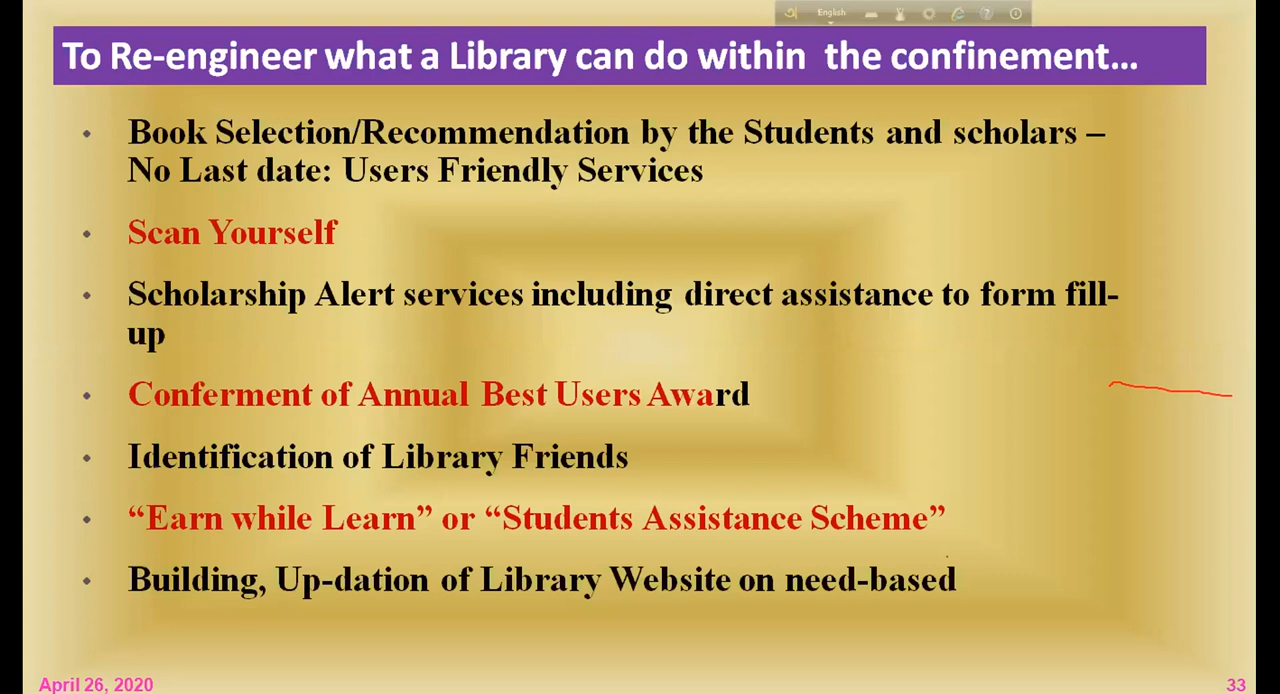 অ English
To Re-engineer what a Library can do within the confinement...
• Book Selection/Recommendation by the Students and scholars –
No Last date: Users Friendly Services
• Scan Yourself
• Scholarship Alert services including direct assistance to form fill-
up
• Conferment of Annual Best Users Award
• Identification of Library Friends
• “Earn while Learn” or “Students Assistance Scheme”
• Building, Up-dation of Library Website on need-based
April 26, 2020 33